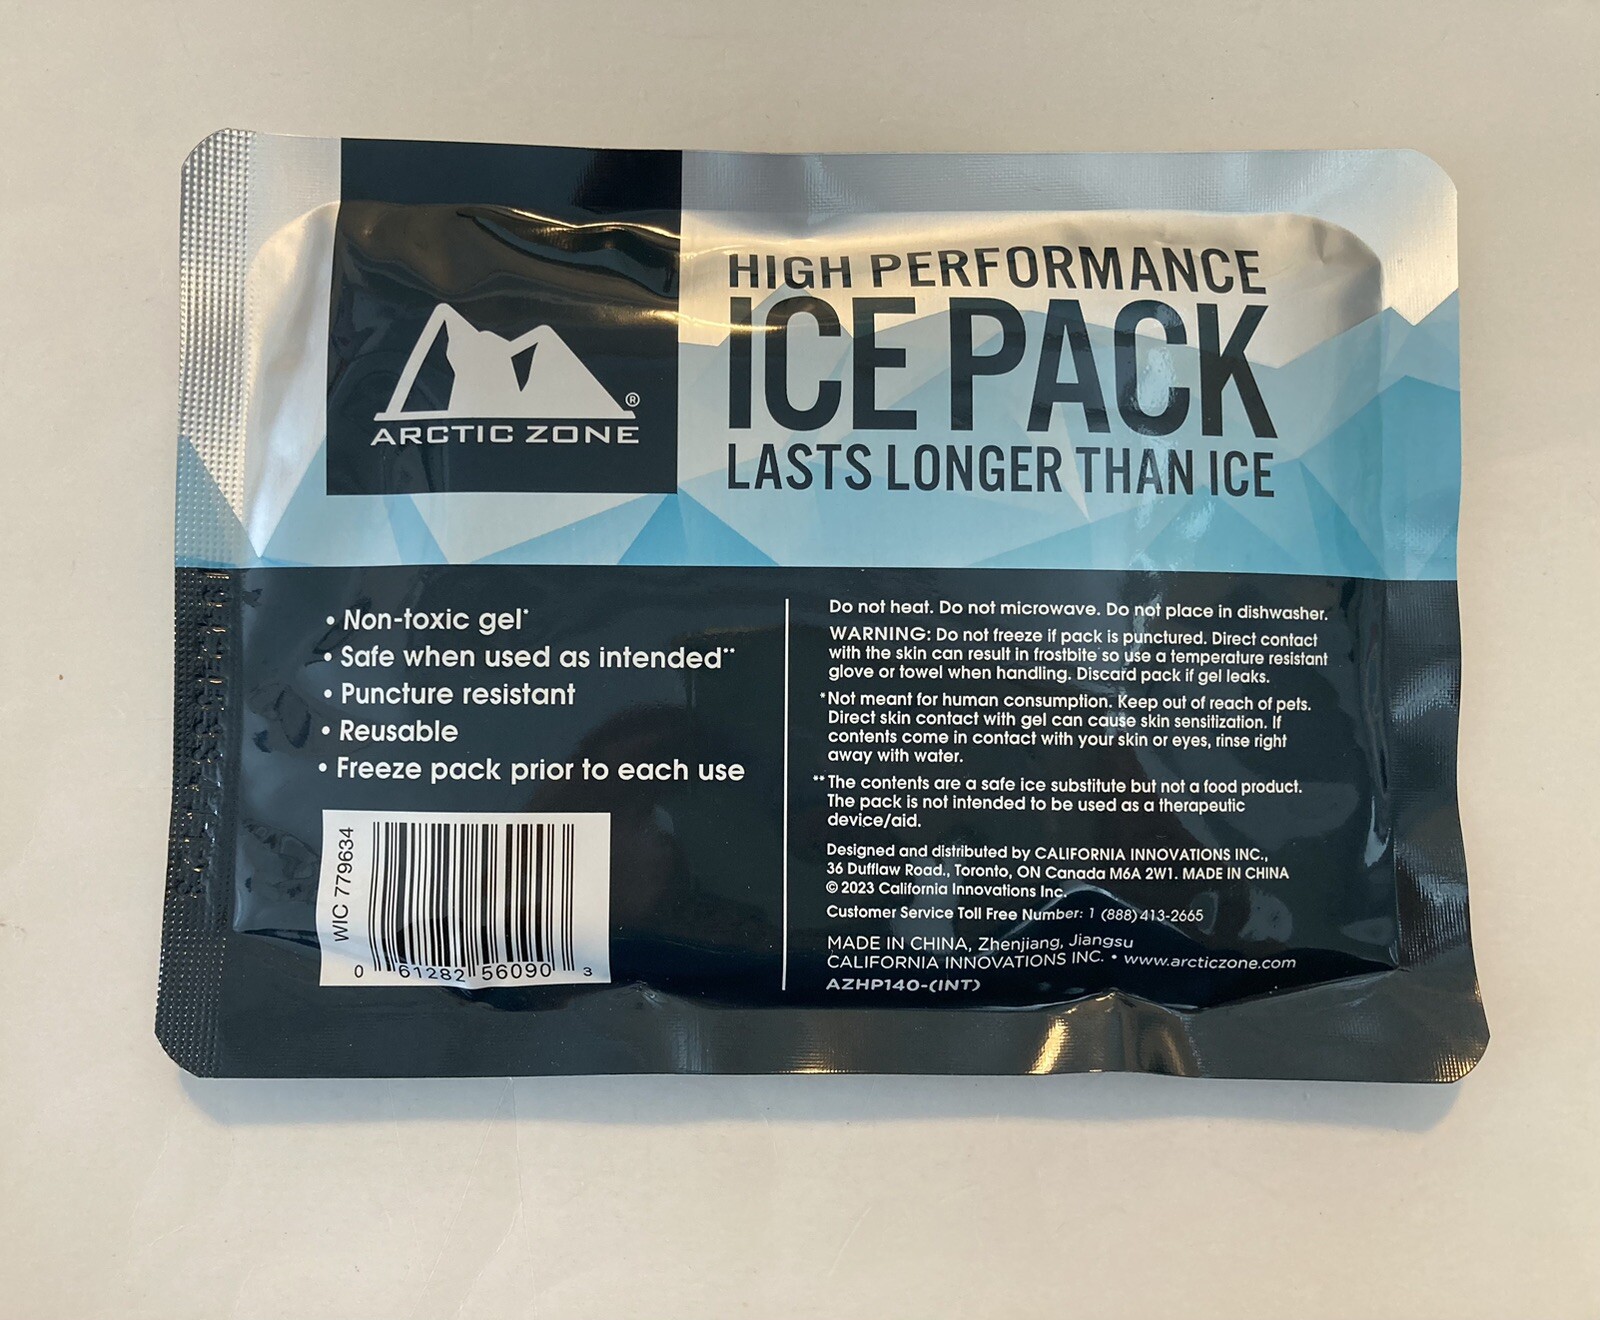 ®
ARCTIC ZONE
HIGH PERFORMANCE
ICE PACK
LASTS LONGER THAN ICE
• Non-toxic gel*
• Safe when used as intended**
• Puncture resistant
• Reusable
• Freeze pack prior to each use
WIC 779634
0 61282 56090 3
Do not heat. Do not microwave. Do not place in dishwasher.
WARNING: Do not freeze if pack is punctured. Direct contact
with the skin can result in frostbite so use a temperature resistant
glove or towel when handling. Discard pack if gel leaks.
*Not meant for human consumption. Keep out of reach of pets.
Direct skin contact with gel can cause skin sensitization. If
contents come in contact with your skin or eyes, rinse right
away with water.
**The contents are a safe ice substitute but not a food product.
The pack is not intended to be used as a therapeutic
device/aid.
Designed and distributed by CALIFORNIA INNOVATIONS INC.,
36 Dufflaw Road., Toronto, ON Canada M6A 2W1. MADE IN CHINA
© 2023 California Innovations Inc.
Customer Service Toll Free Number: 1 (888)413-2665
MADE IN CHINA, Zhenjiang, Jiangsu
CALIFORNIA INNOVATIONS INC. • www.arcticzone.com
AZHP140-(INT)